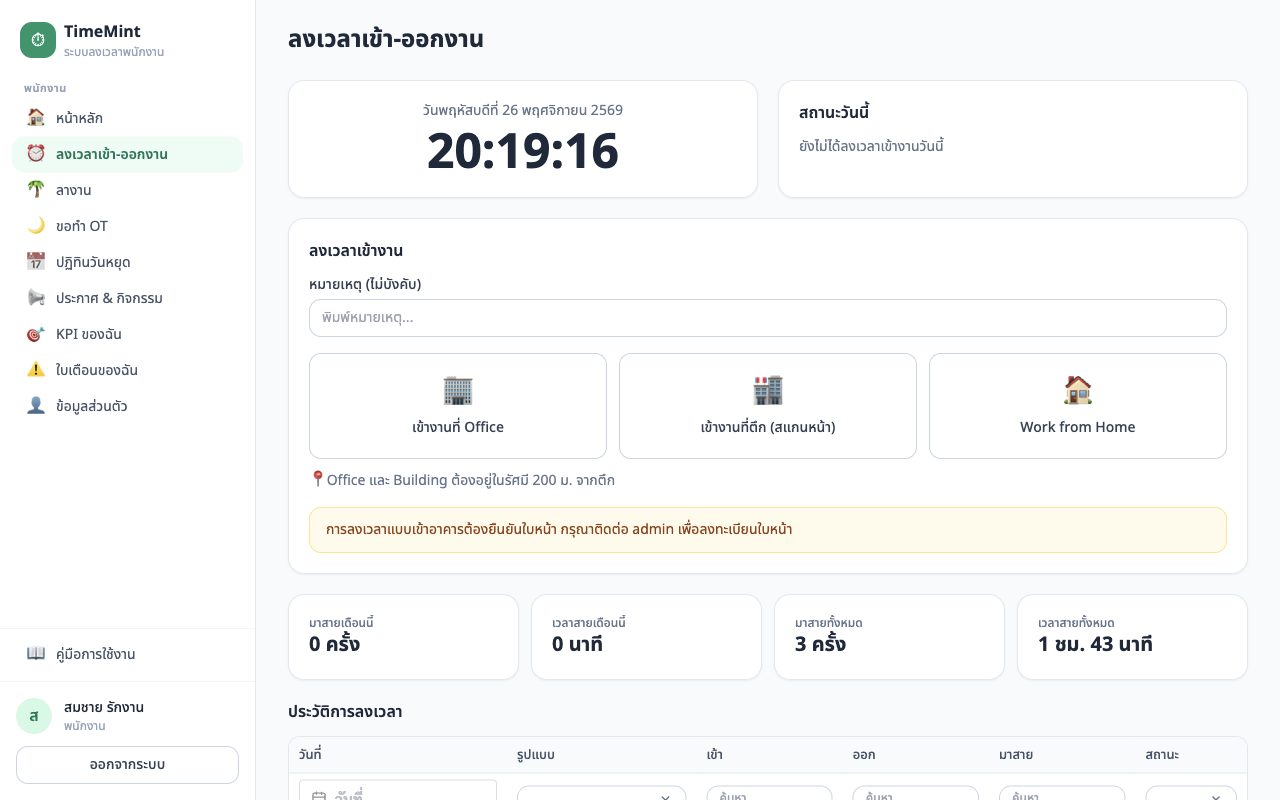 TimeMint
ระบบลงเวลาพนักงาน
พนักงาน
หน้าหลัก
ลงเวลาเข้า-ออกงาน
ลางาน
ขอทำ OT
ปฏิทินวันหยุด
ประกาศ & กิจกรรม
KPI ของฉัน
ใบเตือนของฉัน
ข้อมูลส่วนตัว
คู่มือการใช้งาน
ส
สมชาย รักงาน
พนักงาน
ออกจากระบบ
ลงเวลาเข้า-ออกงาน
วันพฤหัสบดีที่ 26 พฤศจิกายน 2569
20:19:16
สถานะวันนี้
ยังไม่ได้ลงเวลาเข้างานวันนี้
ลงเวลาเข้างาน
หมายเหตุ (ไม่บังคับ)
พิมพ์หมายเหตุ...
เข้างานที่ Office
เข้างานที่ตึก (สแกนหน้า)
Work from Home
📍Office และ Building ต้องอยู่ในรัศมี 200 ม. จากตึก
การลงเวลาแบบเข้าอาคารต้องยืนยันใบหน้า กรุณาติดต่อ admin เพื่อลงทะเบียนใบหน้า
มาสายเดือนนี้
0 ครั้ง
เวลาสายเดือนนี้
0 นาที
มาสายทั้งหมด
3 ครั้ง
เวลาสายทั้งหมด
1 ชม. 43 นาที
ประวัติการลงเวลา
วันที่ รูปแบบ เข้า ออก มาสาย สถานะ
วันที่ ค้นหา ค้นหา ค้นหา